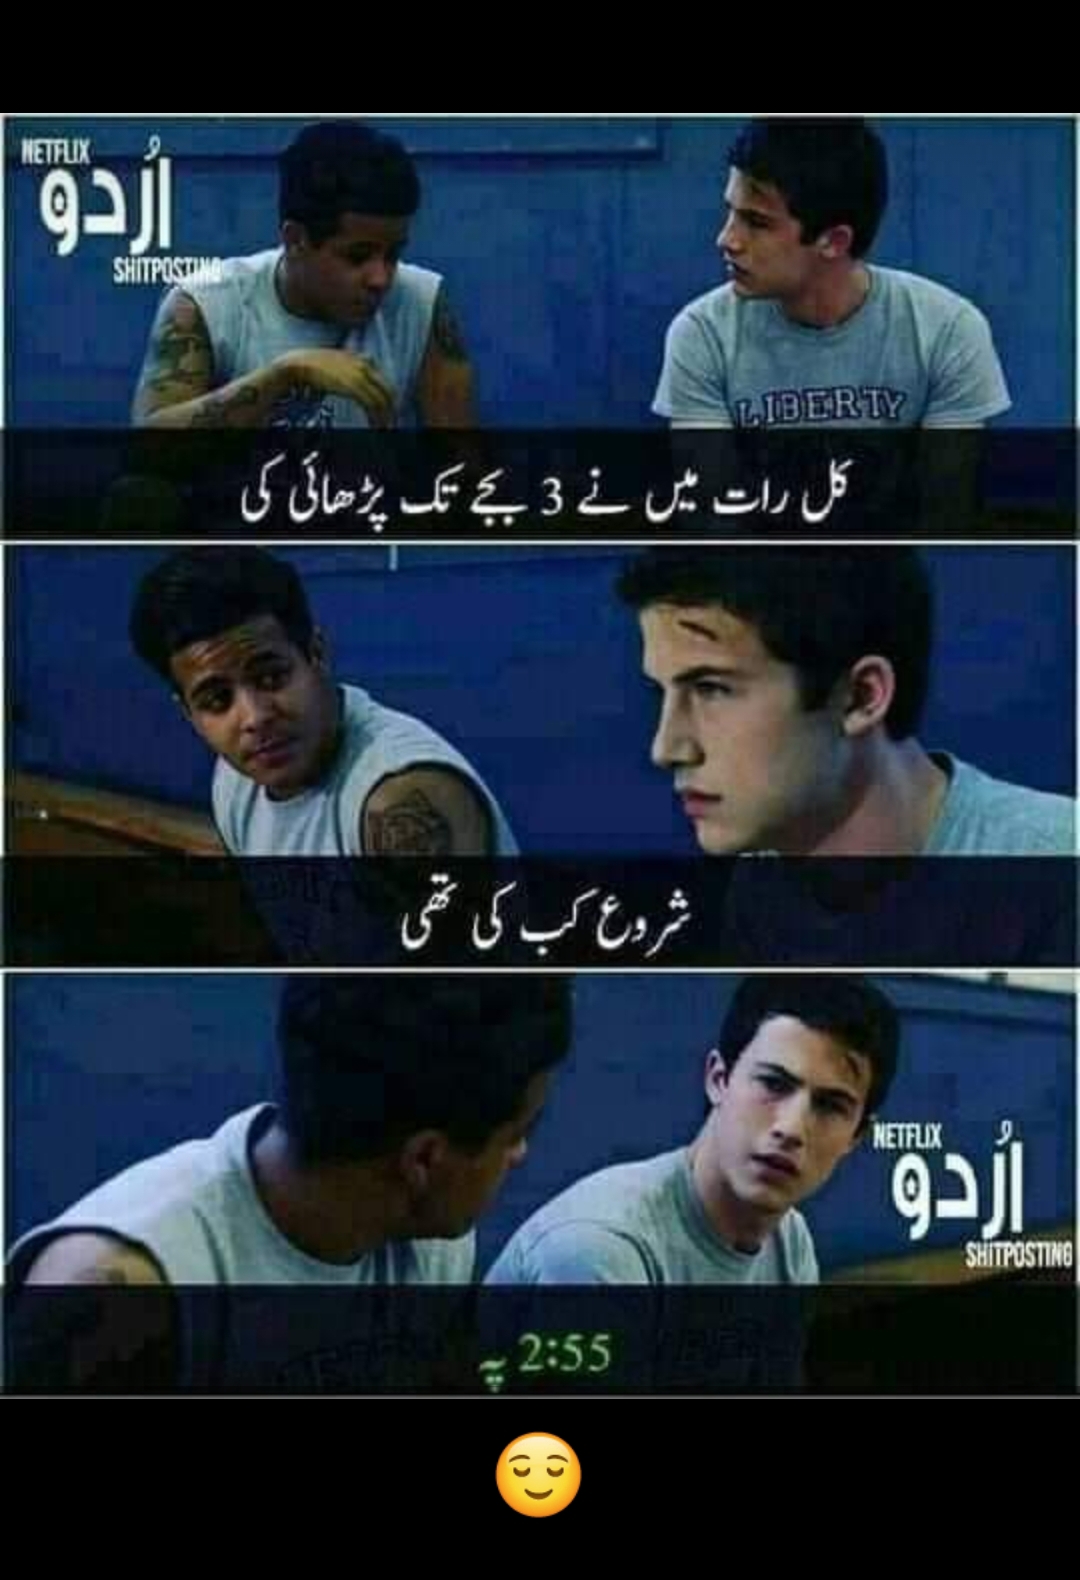 NETFLIX
اُردو
SHITPOSTING
LIBERTY
کل رات میں نے 3 بجے تک پڑھائی کی
شروع کب کی تھی
NETFLIX
اُردو
SHITPOSTING
2:55 پہ